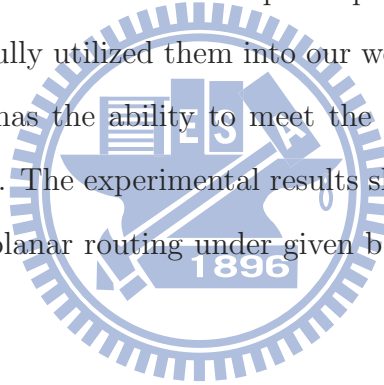 fully utilized them into our wo
E S A
has the ability to meet the
. The experimental results sh
planar routing under given b
1896